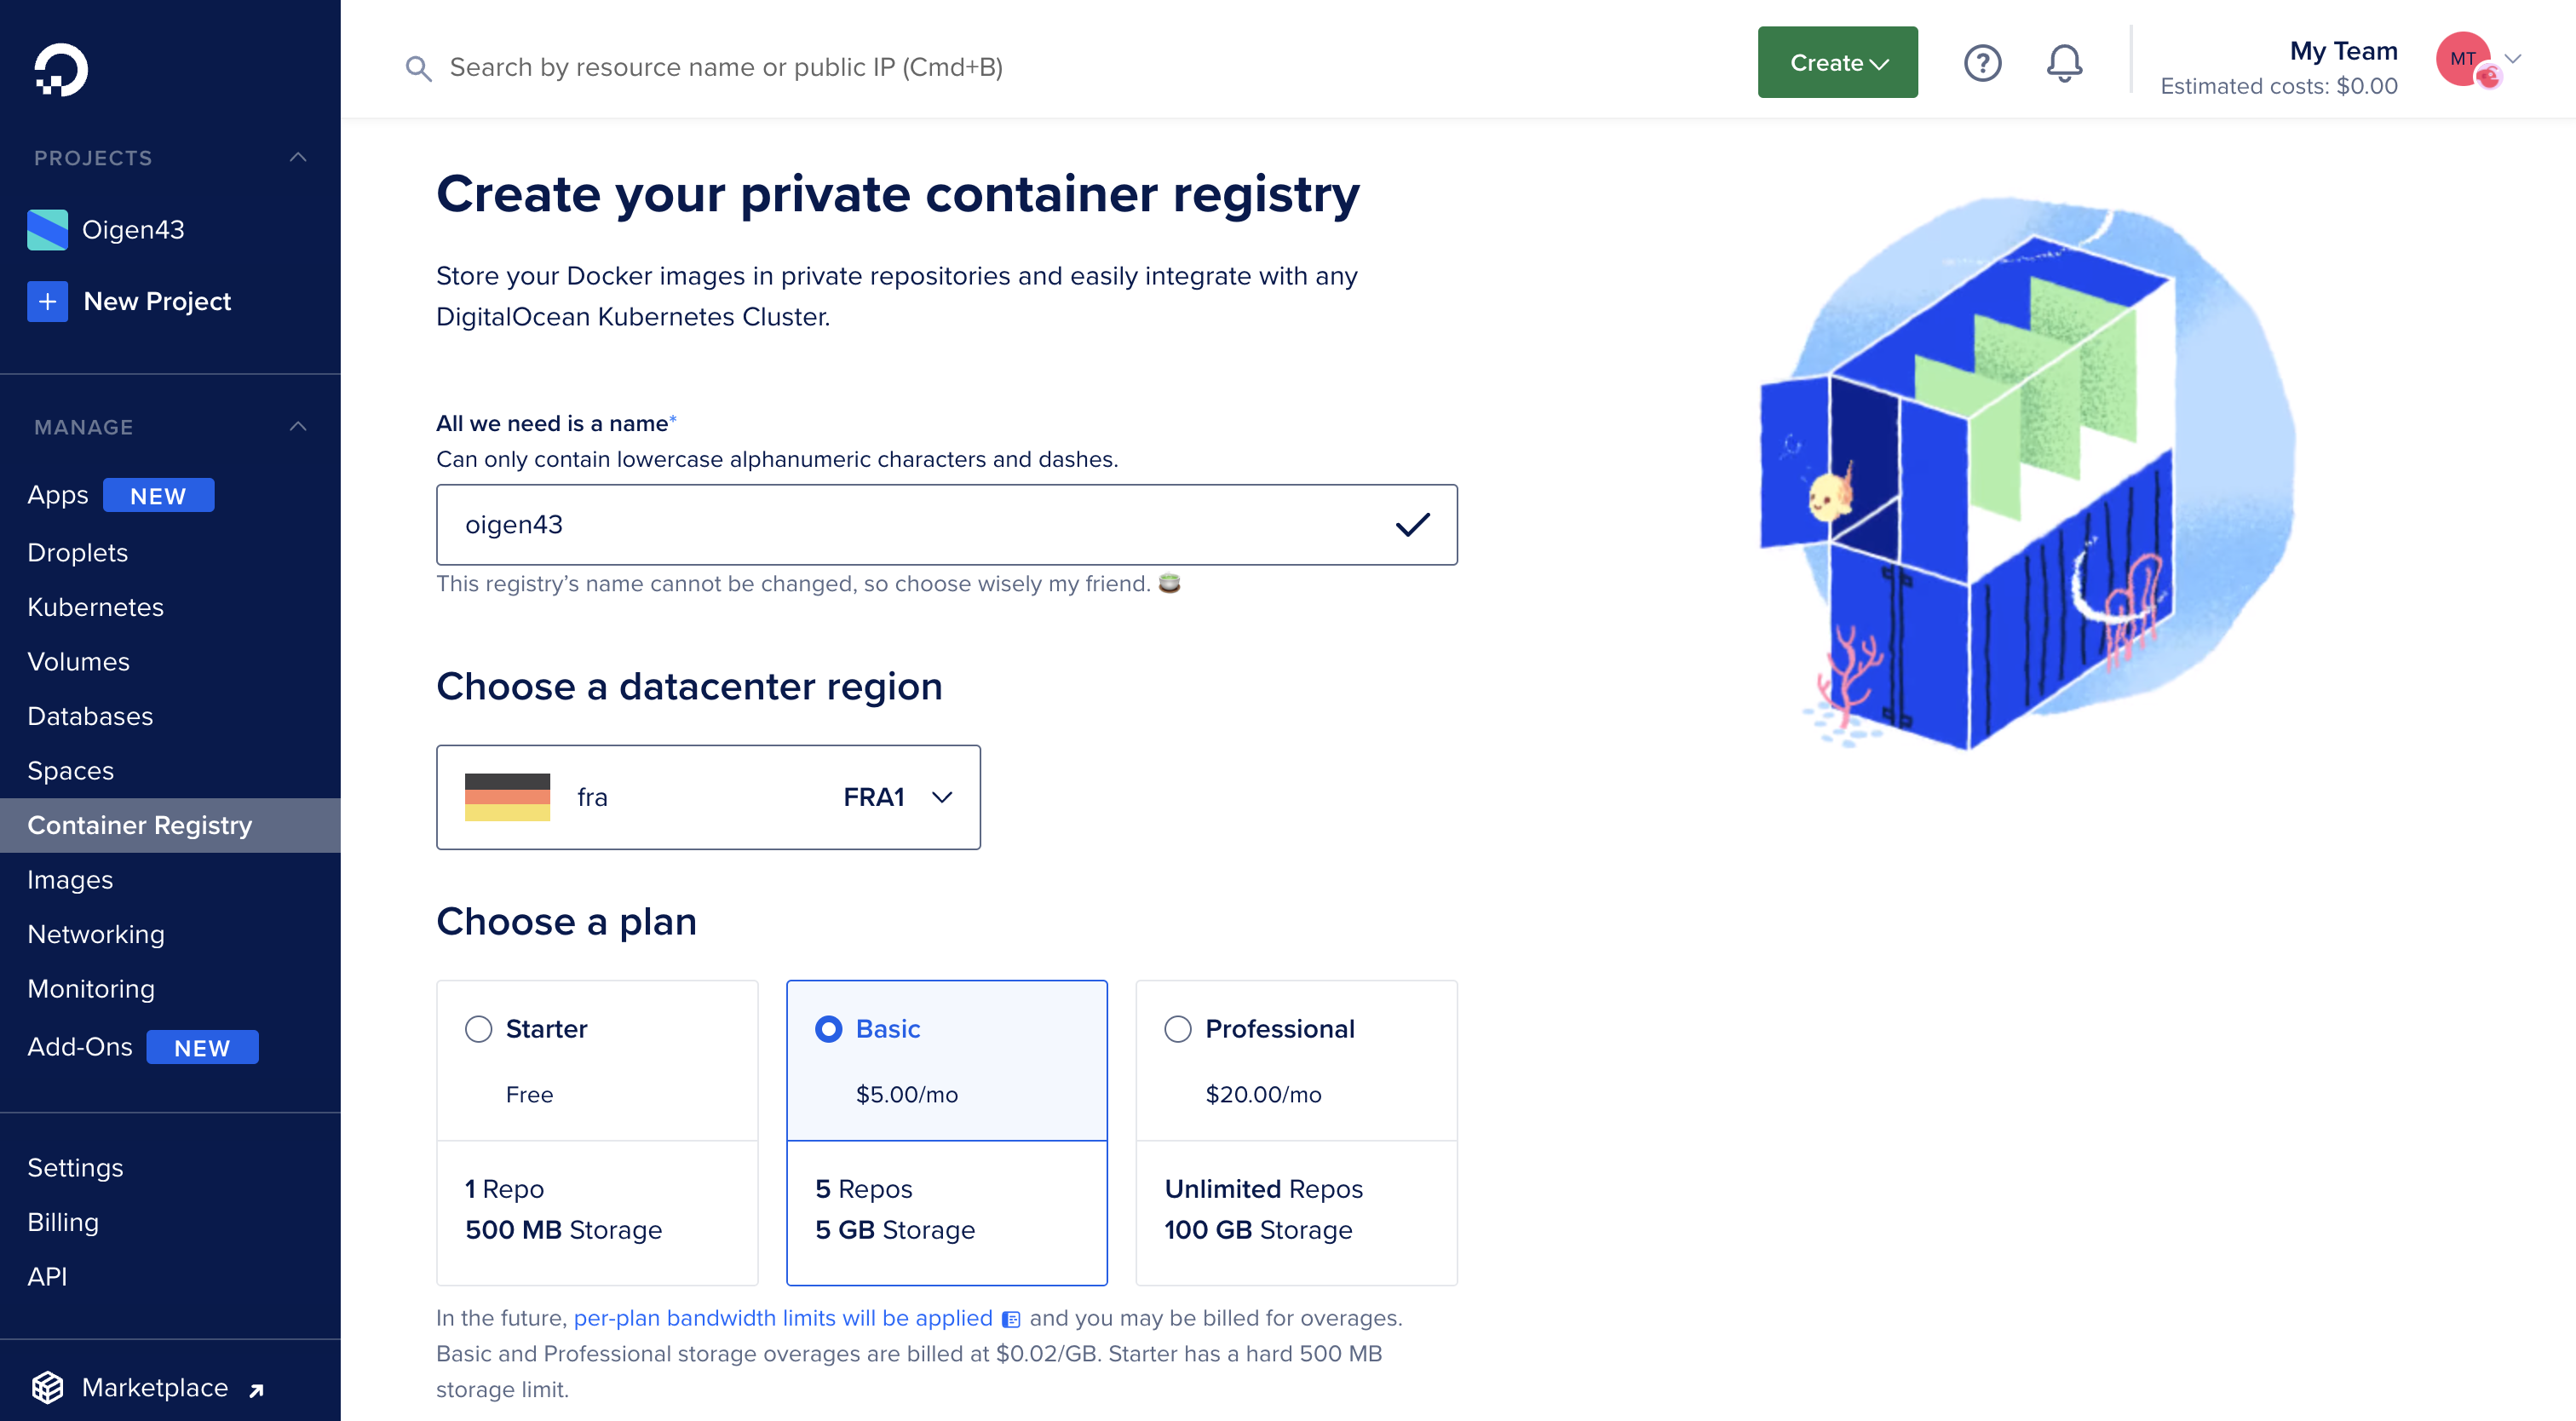 PROJECTS
Oigen43
New Project
MANAGE
Apps NEW
Droplets
Kubernetes
Volumes
Databases
Spaces
Container Registry
Images
Networking
Monitoring
Add-Ons NEW
Settings
Billing
API
Marketplace
Search by resource name or public IP (Cmd+B)
Create
My Team
Estimated costs: $0.00
MT
Create your private container registry
Store your Docker images in private repositories and easily integrate with any
DigitalOcean Kubernetes Cluster.
All we need is a name*
Can only contain lowercase alphanumeric characters and dashes.
oigen43
This registry’s name cannot be changed, so choose wisely my friend. 🍵
Choose a datacenter region
fra FRA1
Choose a plan
Starter
Free
1 Repo
500 MB Storage
Basic
$5.00/mo
5 Repos
5 GB Storage
Professional
$20.00/mo
Unlimited Repos
100 GB Storage
In the future, per-plan bandwidth limits will be applied and you may be billed for overages.
Basic and Professional storage overages are billed at $0.02/GB. Starter has a hard 500 MB
storage limit.